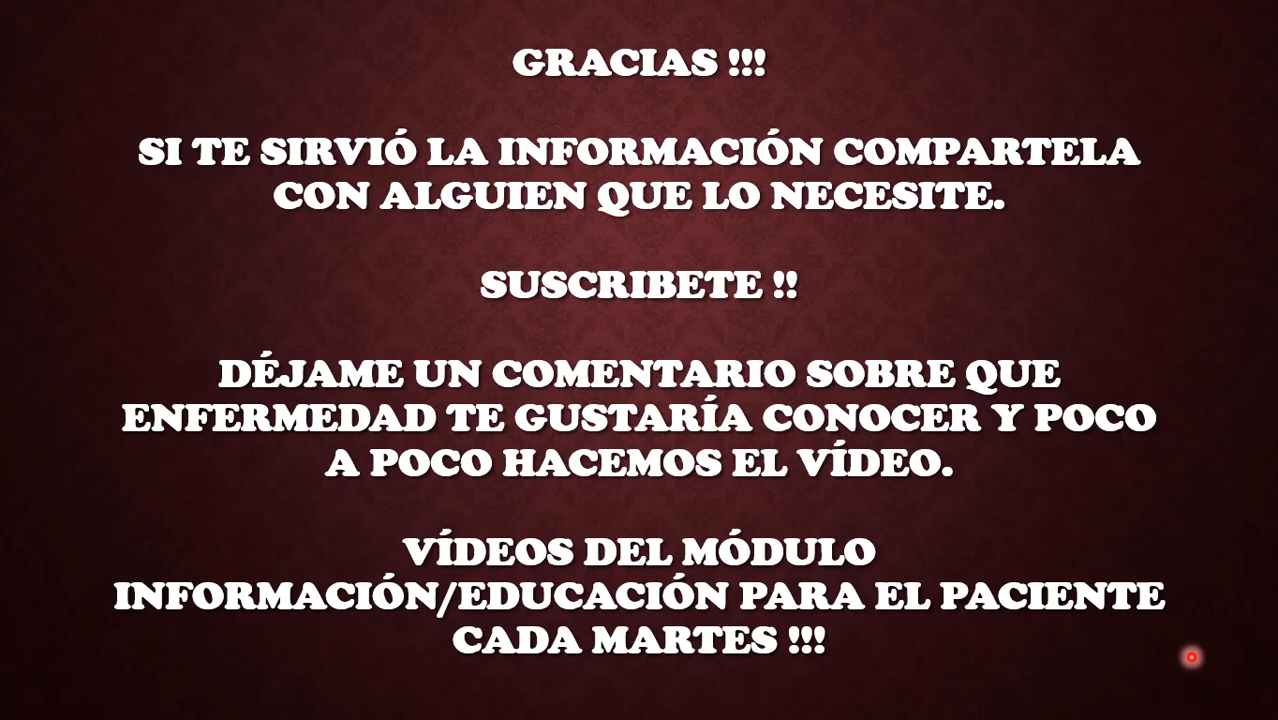 GRACIAS !!!
SI TE SIRVIÓ LA INFORMACIÓN COMPARTELA
CON ALGUIEN QUE LO NECESITE.
SUSCRIBETE !!
DÉJAME UN COMENTARIO SOBRE QUE
ENFERMEDAD TE GUSTARÍA CONOCER Y POCO
A POCO HACEMOS EL VÍDEO.
VÍDEOS DEL MÓDULO
INFORMACIÓN/EDUCACIÓN PARA EL PACIENTE
CADA MARTES !!!